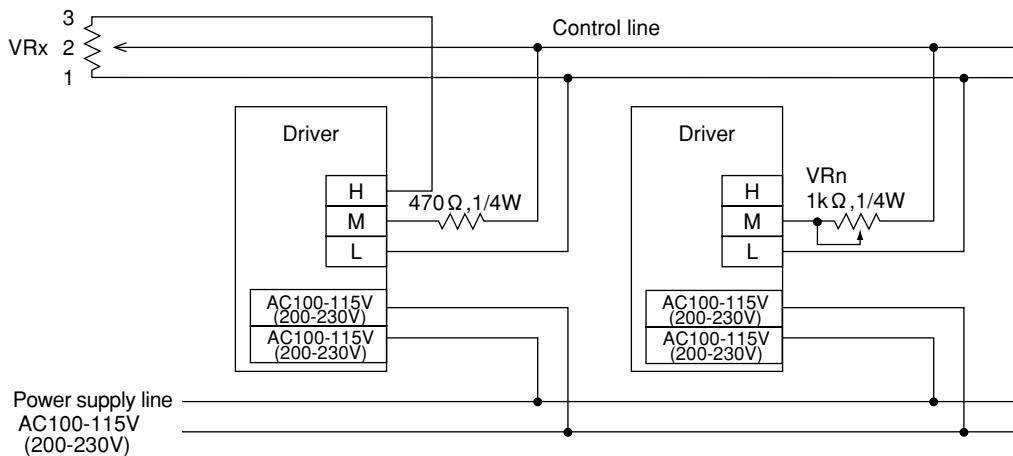 3
VRx 2
1
Control line
Driver
H
M
L
470Ω,1/4W
AC100-115V
(200-230V)
AC100-115V
(200-230V)
Driver
VRn
1kΩ,1/4W
H
M
L
AC100-115V
(200-230V)
AC100-115V
(200-230V)
Power supply line
AC100-115V
(200-230V)